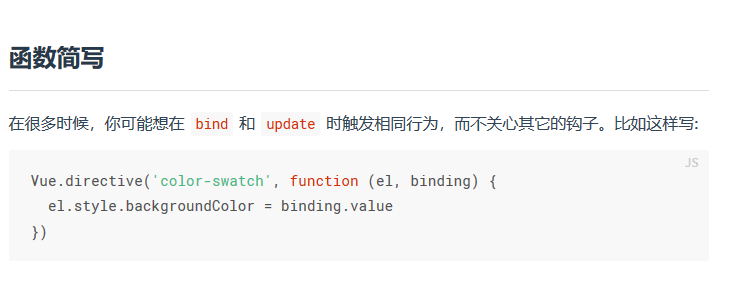 函数简写
在很多时候，你可能想在 bind 和 update 时触发相同行为，而不关心其它的钩子。比如这样写:
JS
Vue.directive('color-swatch', function (el, binding) {
  el.style.backgroundColor = binding.value
})